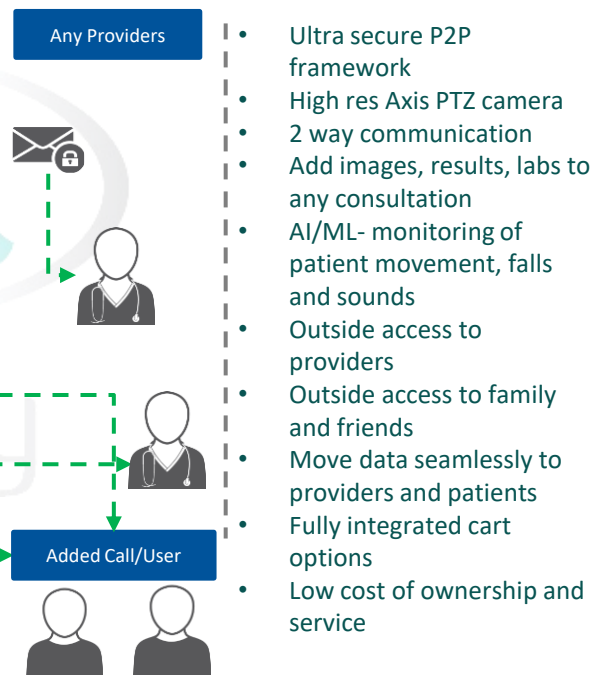 Any Providers
• Ultra secure P2P
framework
• High res Axis PTZ camera
• 2 way communication
• Add images, results, labs to
any consultation
• AI/ML- monitoring of
patient movement, falls
and sounds
• Outside access to
providers
• Outside access to family
and friends
• Move data seamlessly to
providers and patients
• Fully integrated cart
options
• Low cost of ownership and
service
Added Call/User